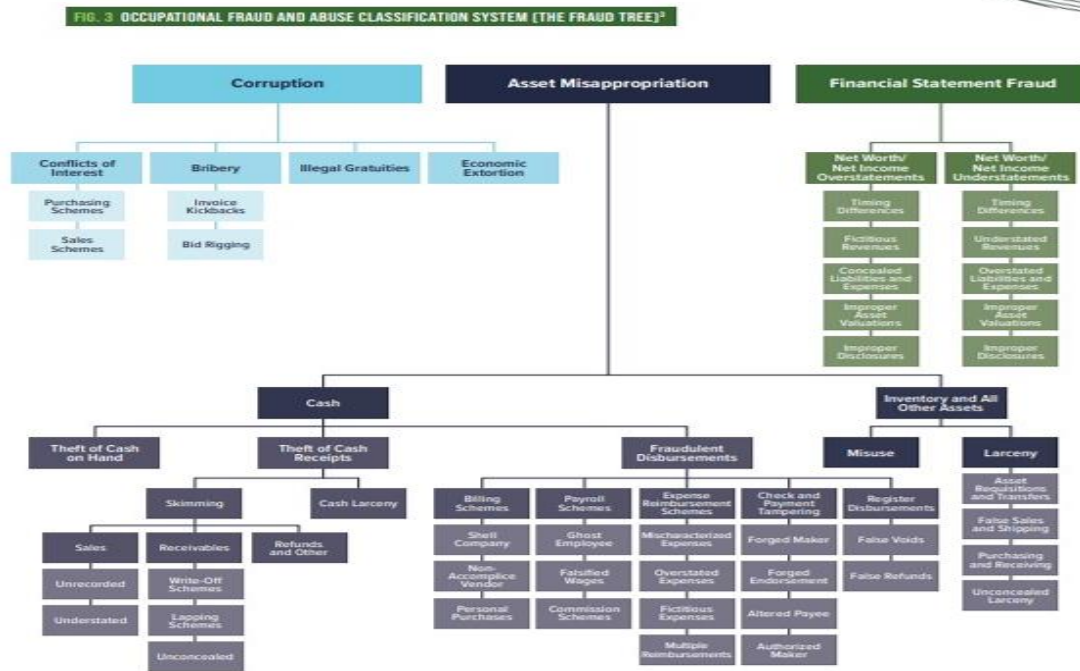 FIG. 3 OCCUPATIONAL FRAUD AND ABUSE CLASSIFICATION SYSTEM (THE FRAUD TREE)³
Corruption
Asset Misappropriation
Financial Statement Fraud
Conflicts of
Interest
Bribery
Illegal Gratuities
Economic
Extortion
Purchasing
Schemes
Sales
Schemes
Invoice
Kickbacks
Bid Rigging
Net Worth/
Net Income
Overstatements
Net Worth/
Net Income
Understatements
Timing
Differences
Fictitious
Revenues
Concealed
Liabilities and
Expenses
Improper
Asset
Valuations
Improper
Disclosures
Timing
Differences
Understated
Revenues
Overstated
Liabilities and
Expenses
Improper
Asset
Valuations
Improper
Disclosures
Cash
Inventory and All
Other Assets
Theft of Cash
on Hand
Theft of Cash
Receipts
Fraudulent
Disbursements
Misuse
Larceny
Skimming
Cash Larceny
Sales
Receivables
Refunds
and Other
Unrecorded
Understated
Write-Off
Schemes
Lapping
Schemes
Unconcealed
Billing
Schemes
Shell
Company
Non-
Accomplice
Vendor
Personal
Purchases
Payroll
Schemes
Ghost
Employee
Falsified
Wages
Commission
Schemes
Expense
Reimbursement
Schemes
Mischaracterized
Expenses
Overstated
Expenses
Fictitious
Expenses
Multiple
Reimbursements
Check and
Payment
Tampering
Forged Maker
Forged
Endorsement
Altered Payee
Authorized
Maker
Register
Disbursements
False Voids
False Refunds
Asset
Requisitions
and Transfers
False Sales
and Shipping
Purchasing
and Receiving
Unconcealed
Larceny